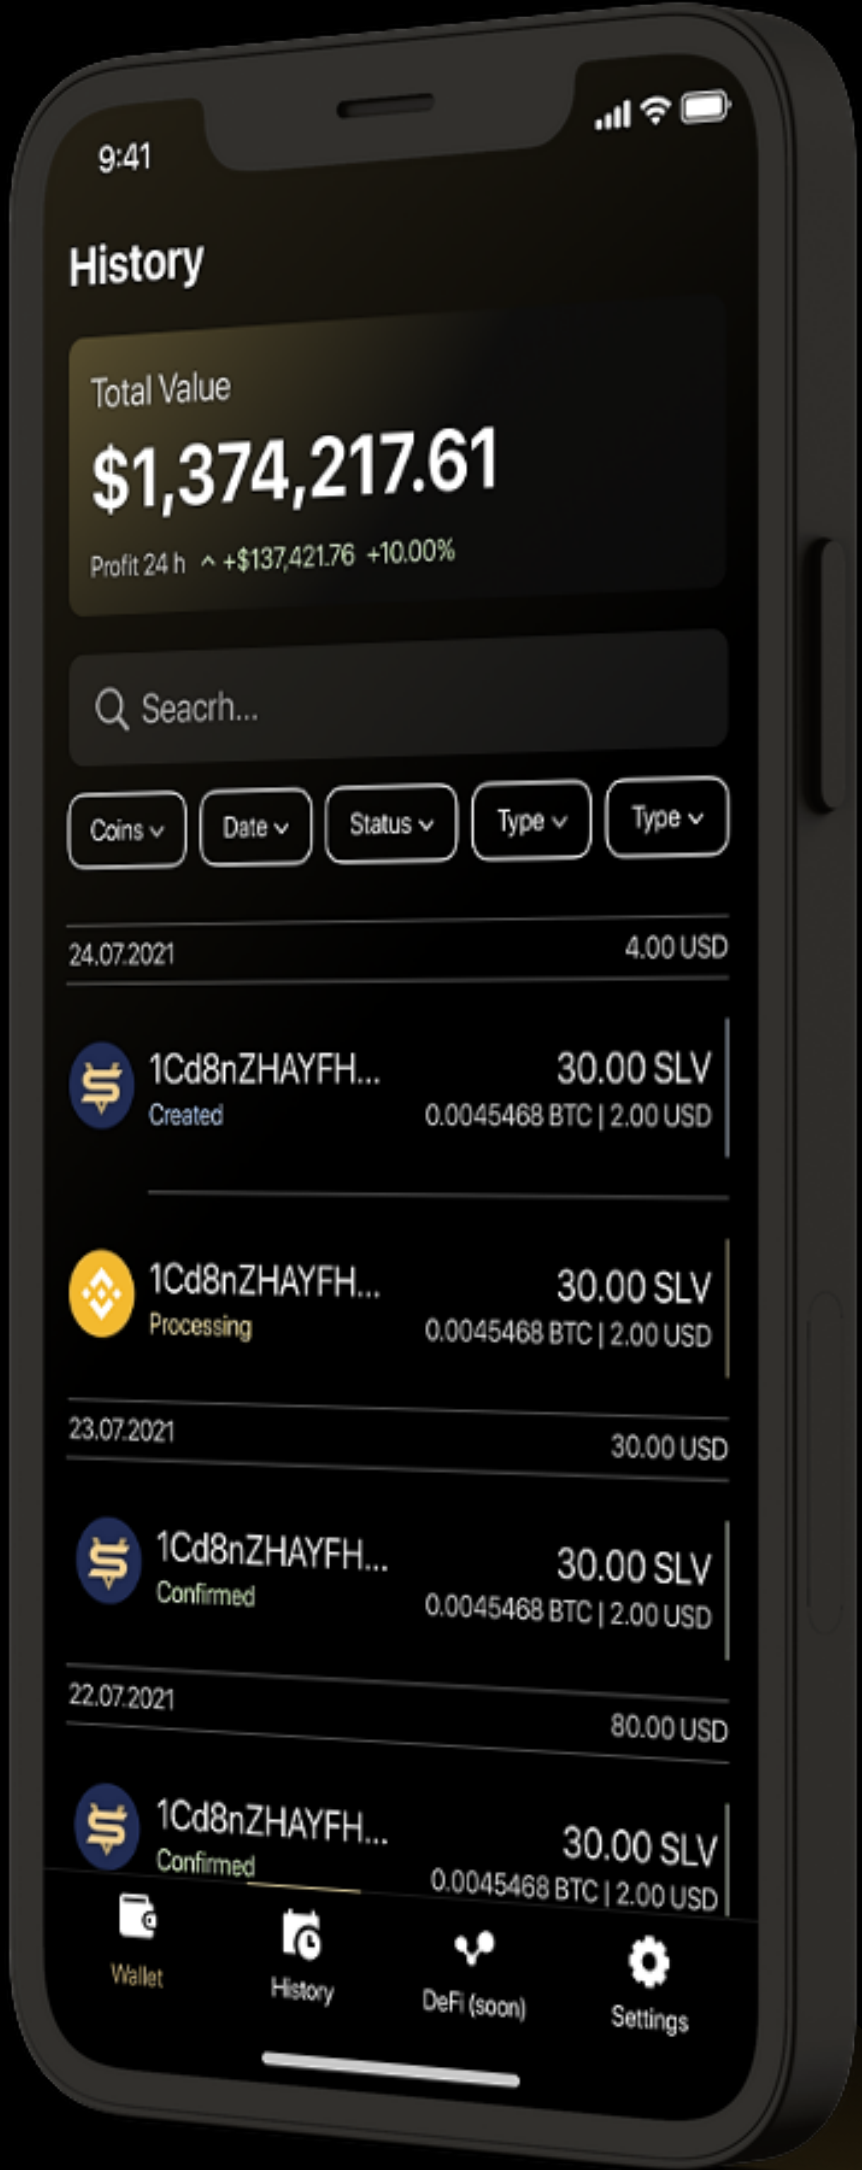 9:41
History
Total Value
$1,374,217.61
Profit 24 h ^ +$137,421.76 +10.00%
Seacrh...
Coins Date Status Type Type
24.07.2021 4.00 USD
1Cd8nZHAYFH... 30.00 SLV
Created 0.0045468 BTC | 2.00 USD
1Cd8nZHAYFH... 30.00 SLV
Processing 0.0045468 BTC | 2.00 USD
23.07.2021 30.00 USD
1Cd8nZHAYFH... 30.00 SLV
Confirmed 0.0045468 BTC | 2.00 USD
22.07.2021 80.00 USD
1Cd8nZHAYFH... 30.00 SLV
Confirmed 0.0045468 BTC | 2.00 USD
Wallet History DeFi (soon) Settings